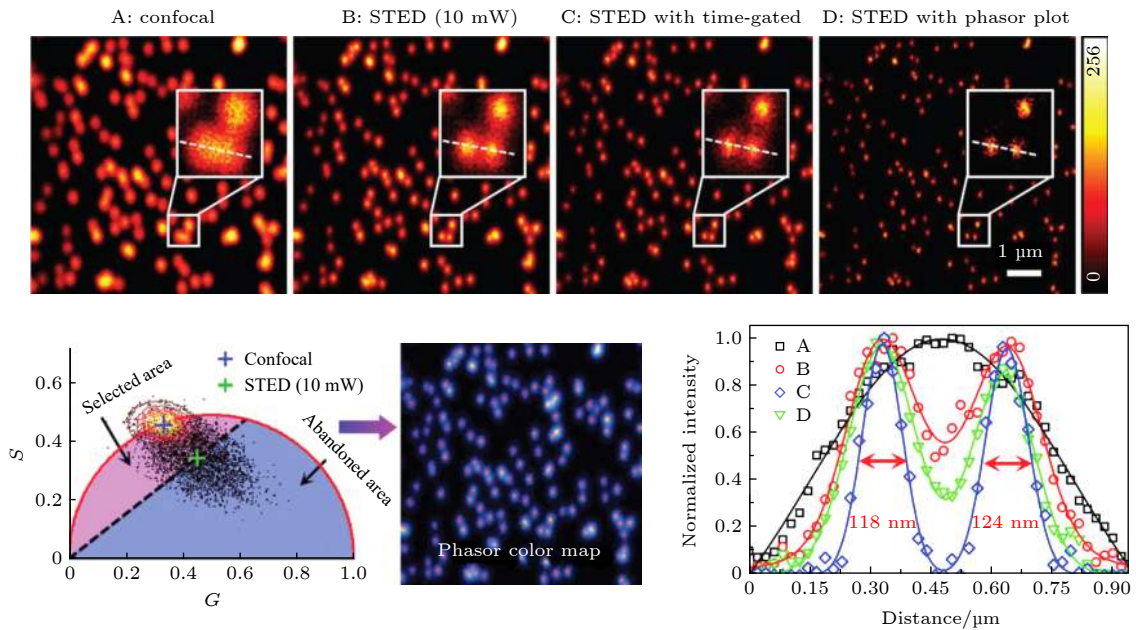 A: confocal
B: STED (10 mW)
C: STED with time-gated
D: STED with phasor plot
256
0
1 µm
Confocal
STED (10 mW)
Selected area
Abandoned area
S
0.6
0.4
0.2
0
0 0.2 0.4 0.6 0.8 1.0
G
Phasor color map
A
B
C
D
Normalized intensity
1.0
0.8
0.6
0.4
0.2
0
118 nm
124 nm
0 0.15 0.30 0.45 0.60 0.75 0.90
Distance/µm